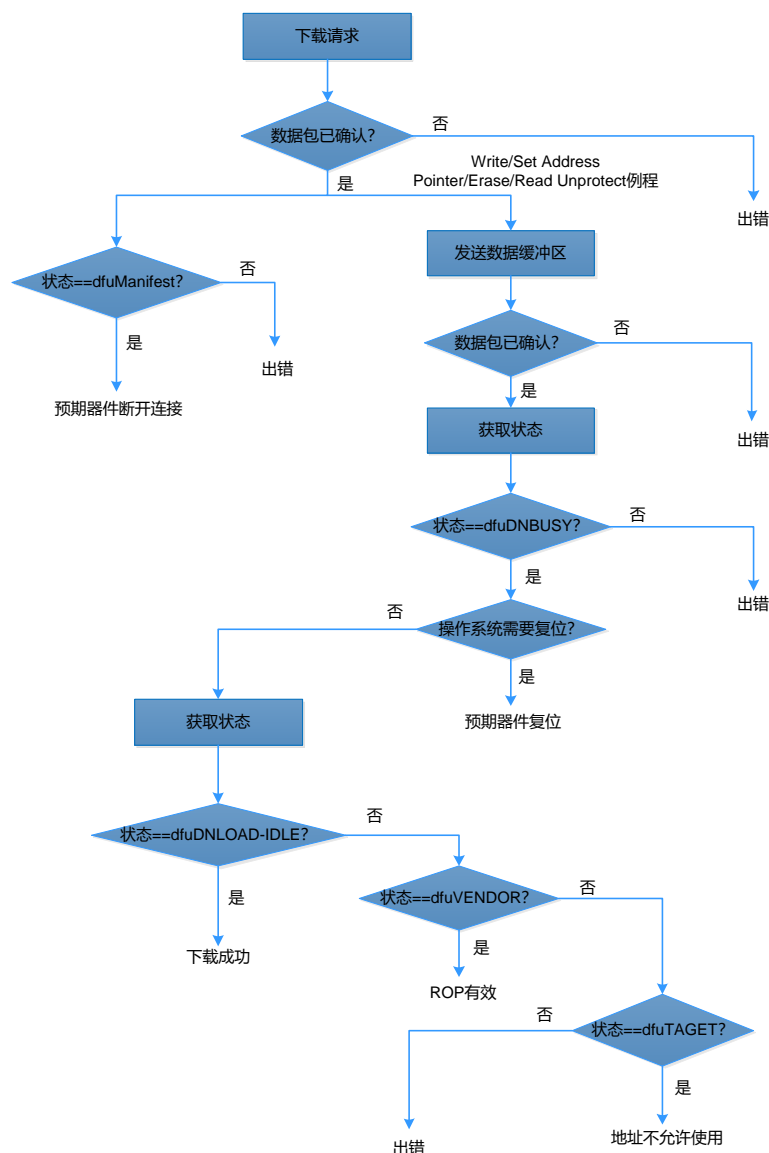 下载请求
数据包已确认?
否
是
Write/Set Address
Pointer/Erase/Read Unprotect例程
出错
状态==dfuManifest?
否
发送数据缓冲区
是
出错
预期器件断开连接
数据包已确认?
否
是
出错
获取状态
状态==dfuDNBUSY?
否
是
出错
操作系统需要复位?
否
是
预期器件复位
获取状态
状态==dfuDNLOAD-IDLE?
否
是
下载成功
状态==dfuVENDOR?
否
是
ROP有效
状态==dfuTAGET?
否
是
出错
地址不允许使用